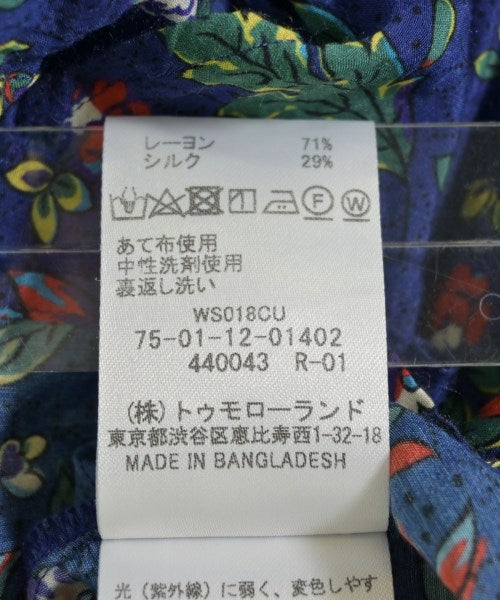 レーヨン 71%
シルク 29%
F W
あて布使用
中性洗剤使用
裏返し洗い
WS018CU
75-01-12-01402
440043 R-01
(株)トゥモローランド
東京都渋谷区恵比寿西1-32-18
MADE IN BANGLADESH
光(紫外線)に弱く、変色しやす